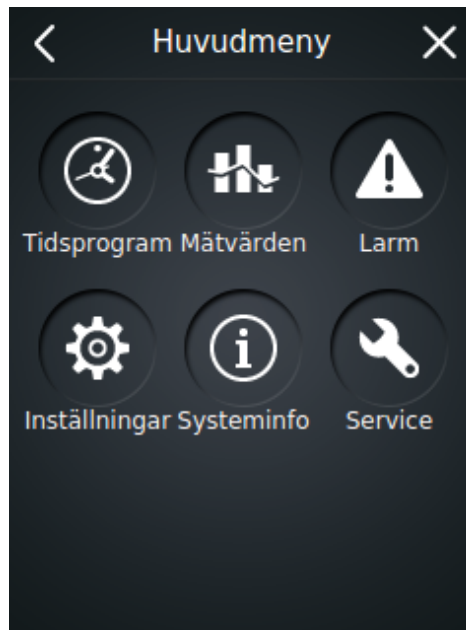 Huvudmeny
Tidsprogram Mätvärden Larm
Inställningar Systeminfo Service